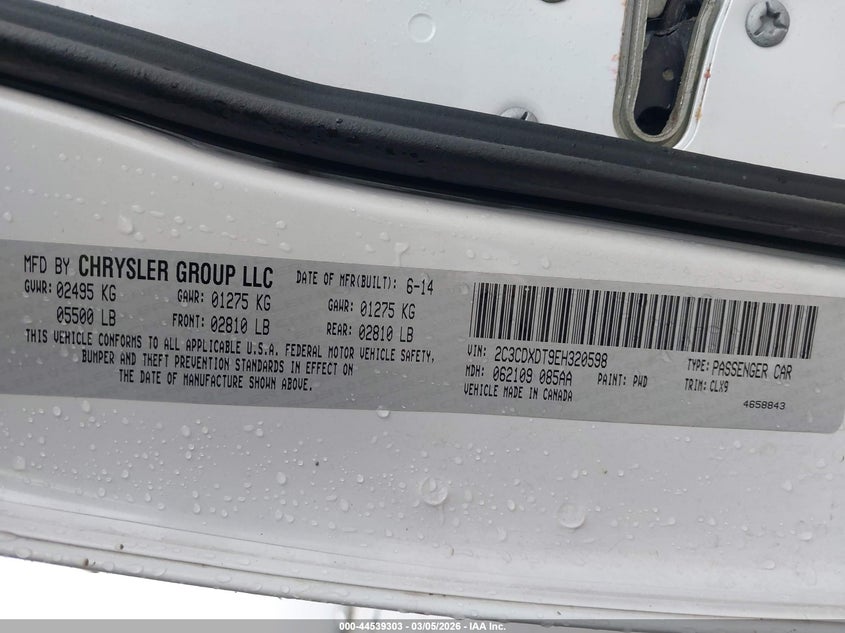 MFD BY CHRYSLER GROUP LLC
DATE OF MFR(BUILT): 6-14
GVWR: 02495 KG
GAWR: 01275 KG
GAWR: 01275 KG
05500 LB
FRONT: 02810 LB
REAR: 02810 LB
THIS VEHICLE CONFORMS TO ALL APPLICABLE U.S.A. FEDERAL MOTOR VEHICLE SAFETY,
BUMPER AND THEFT PREVENTION STANDARDS IN EFFECT ON
THE DATE OF MANUFACTURE SHOWN ABOVE.
VIN: 2C3CDXDT9EH320598
TYPE: PASSENGER CAR
MDH: 062109 085AA
PAINT: PWD
TRIM: CLX9
VEHICLE MADE IN CANADA
4658843
000-44539303 - 03/05/2026 - IAA Inc.